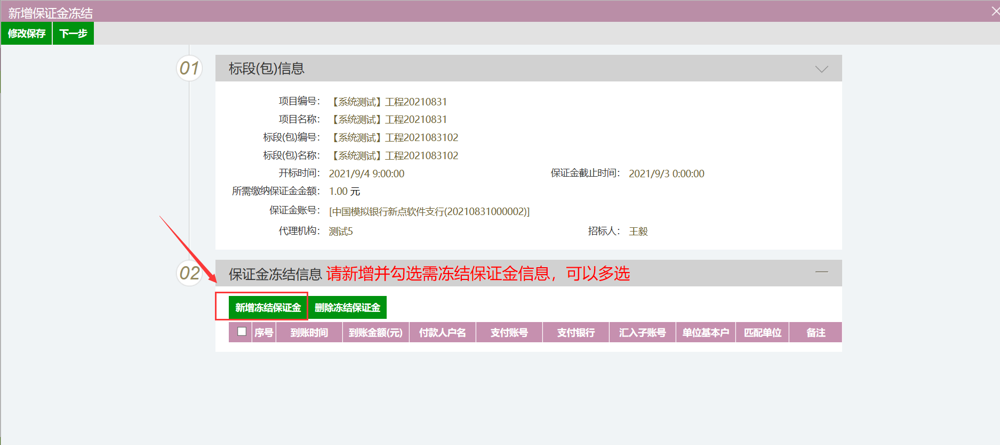 新增保证金冻结
修改保存 下一步
01 标段(包)信息
项目编号： 【系统测试】工程20210831
项目名称： 【系统测试】工程20210831
标段(包)编号： 【系统测试】工程2021083102
标段(包)名称： 【系统测试】工程2021083102
开标时间： 2021/9/4 9:00:00 保证金截止时间： 2021/9/3 0:00:00
所需缴纳保证金金额： 1.00 元
保证金账号： [中国模拟银行新点软件支行(20210831000002)]
代理机构： 测试5 招标人： 王毅
02 保证金冻结信息 请新增并勾选需冻结保证金信息，可以多选
新增冻结保证金 删除冻结保证金
序号 到账时间 到账金额(元) 付款人户名 支付账号 支付银行 汇入子账号 单位基本户 匹配单位 备注